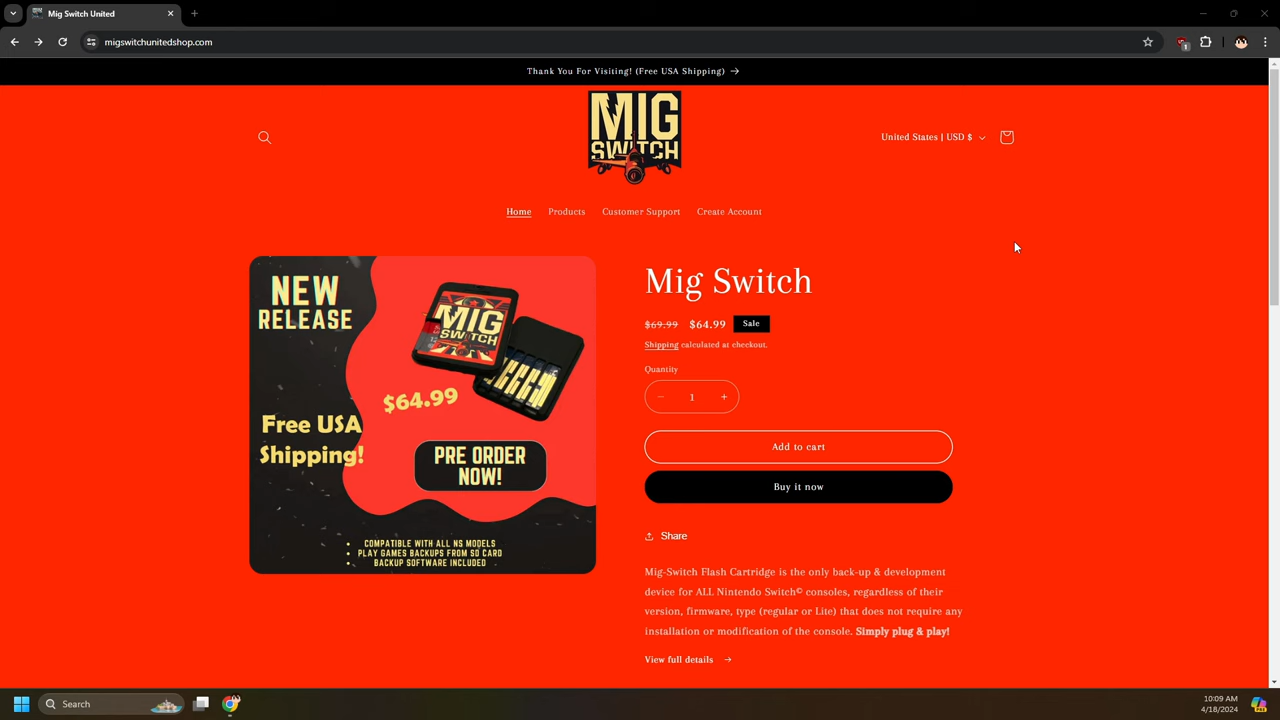 Mig Switch United
migswitchunitedshop.com
1
Thank You For Visiting! (Free USA Shipping) →
MIG
SWITCH
United States | USD $
Home Products Customer Support Create Account
NEW
RELEASE
MIG
SWITCH
$64.99
Free USA
Shipping!
PRE ORDER
NOW!
• COMPATIBLE WITH ALL NS MODELS
• PLAY GAMES BACKUPS FROM SD CARD
• BACKUP SOFTWARE INCLUDED
Mig Switch
$69.99 $64.99 Sale
Shipping calculated at checkout.
Quantity
− 1 +
Add to cart
Buy it now
Share
Mig-Switch Flash Cartridge is the only back-up & development
device for ALL Nintendo Switch© consoles, regardless of their
version, firmware, type (regular or Lite) that does not require any
installation or modification of the console. Simply plug & play!
View full details →
Search
10:09 AM
4/18/2024